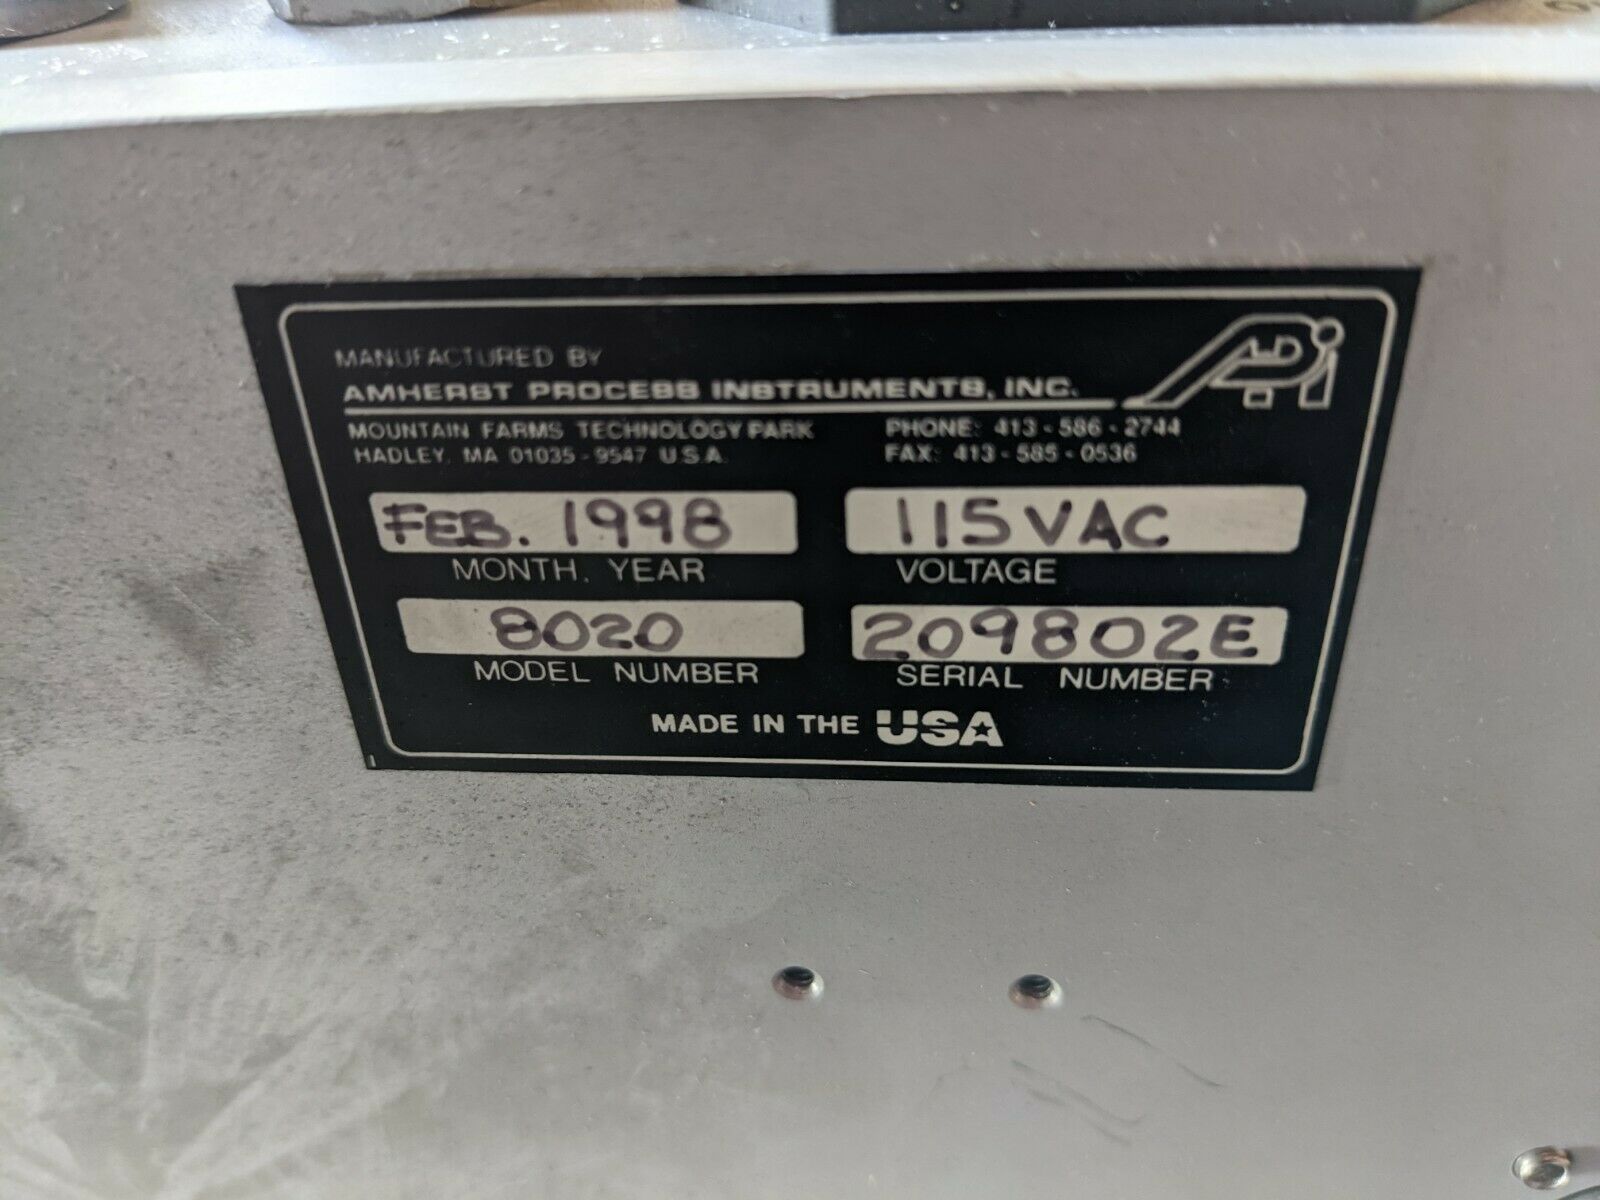 MANUFACTURED BY
AMHERST PROCESS INSTRUMENTS, INC.
API
MOUNTAIN FARMS TECHNOLOGY PARK
HADLEY, MA 01035-9547 U.S.A.
PHONE: 413-586-2744
FAX: 413-585-0536
FEB. 1998
MONTH, YEAR
115VAC
VOLTAGE
8020
MODEL NUMBER
209802E
SERIAL NUMBER
MADE IN THE USA